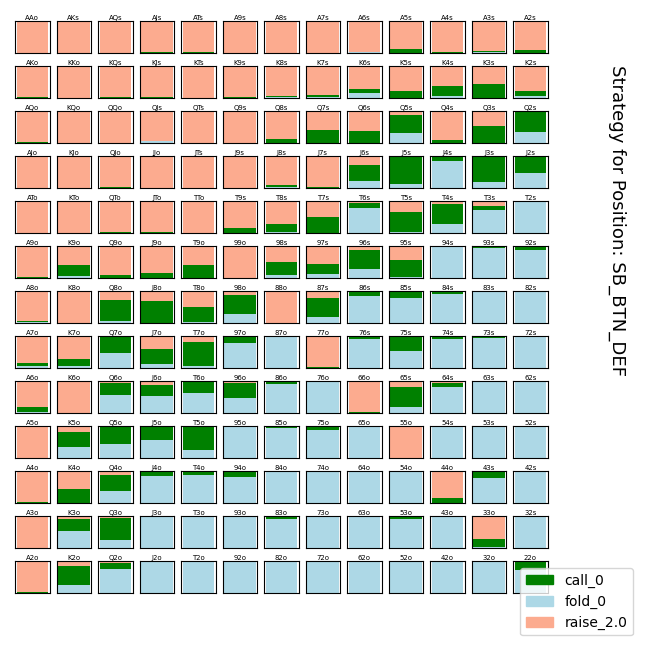 AAo AKs AQs AJs ATs A9s A8s A7s A6s A5s A4s A3s A2s
AKo KKo KQs KJs KTs K9s K8s K7s K6s K5s K4s K3s K2s
AQo KQo QQo QJs QTs Q9s Q8s Q7s Q6s Q5s Q4s Q3s Q2s
AJo KJo QJo JJo JTs J9s J8s J7s J6s J5s J4s J3s J2s
ATo KTo QTo JTo TTo T9s T8s T7s T6s T5s T4s T3s T2s
A9o K9o Q9o J9o T9o 99o 98s 97s 96s 95s 94s 93s 92s
A8o K8o Q8o J8o T8o 98o 88o 87s 86s 85s 84s 83s 82s
A7o K7o Q7o J7o T7o 97o 87o 77o 76s 75s 74s 73s 72s
A6o K6o Q6o J6o T6o 96o 86o 76o 66o 65s 64s 63s 62s
A5o K5o Q5o J5o T5o 95o 85o 75o 65o 55o 54s 53s 52s
A4o K4o Q4o J4o T4o 94o 84o 74o 64o 54o 44o 43s 42s
A3o K3o Q3o J3o T3o 93o 83o 73o 63o 53o 43o 33o 32s
A2o K2o Q2o J2o T2o 92o 82o 72o 62o 52o 42o 32o 22o
Strategy for Position: SB_BTN_DEF
call_0
fold_0
raise_2.0